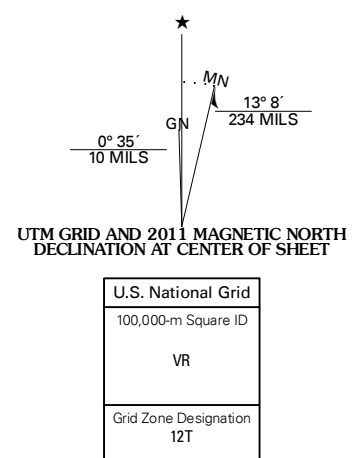 ★
MN
13° 8´
234 MILS
GN
0° 35´
10 MILS
UTM GRID AND 2011 MAGNETIC NORTH
DECLINATION AT CENTER OF SHEET
U.S. National Grid
100,000-m Square ID
VR
Grid Zone Designation
12T